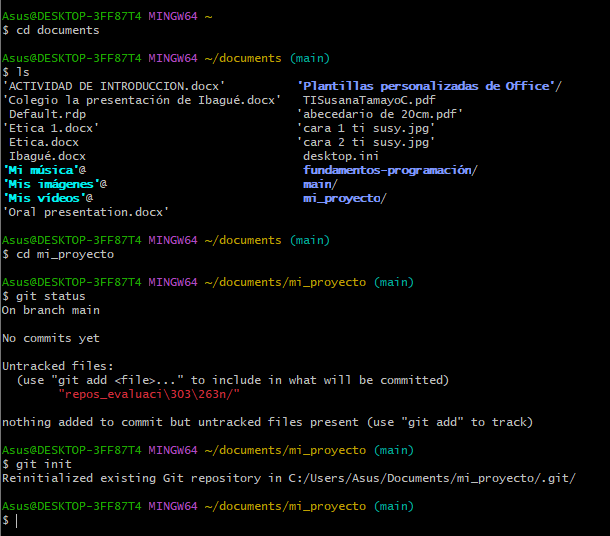 Asus@DESKTOP-3FF87T4 MINGW64 ~
$ cd documents
Asus@DESKTOP-3FF87T4 MINGW64 ~/documents (main)
$ ls
'ACTIVIDAD DE INTRODUCCION.docx' 'Plantillas personalizadas de Office'/
'Colegio la presentación de Ibagué.docx' TISusanaTamayoC.pdf
Default.rdp 'abecedario de 20cm.pdf'
'Etica 1.docx' 'cara 1 ti susy.jpg'
Etica.docx 'cara 2 ti susy.jpg'
Ibagué.docx desktop.ini
'Mi música'@ fundamentos-programación/
'Mis imágenes'@ main/
'Mis vídeos'@ mi_proyecto/
'Oral presentation.docx'
Asus@DESKTOP-3FF87T4 MINGW64 ~/documents (main)
$ cd mi_proyecto
Asus@DESKTOP-3FF87T4 MINGW64 ~/documents/mi_proyecto (main)
$ git status
On branch main
No commits yet
Untracked files:
(use "git add <file>..." to include in what will be committed)
"repos_evaluaci\303\263n/"
nothing added to commit but untracked files present (use "git add" to track)
Asus@DESKTOP-3FF87T4 MINGW64 ~/documents/mi_proyecto (main)
$ git init
Reinitialized existing Git repository in C:/Users/Asus/Documents/mi_proyecto/.git/
Asus@DESKTOP-3FF87T4 MINGW64 ~/documents/mi_proyecto (main)
$